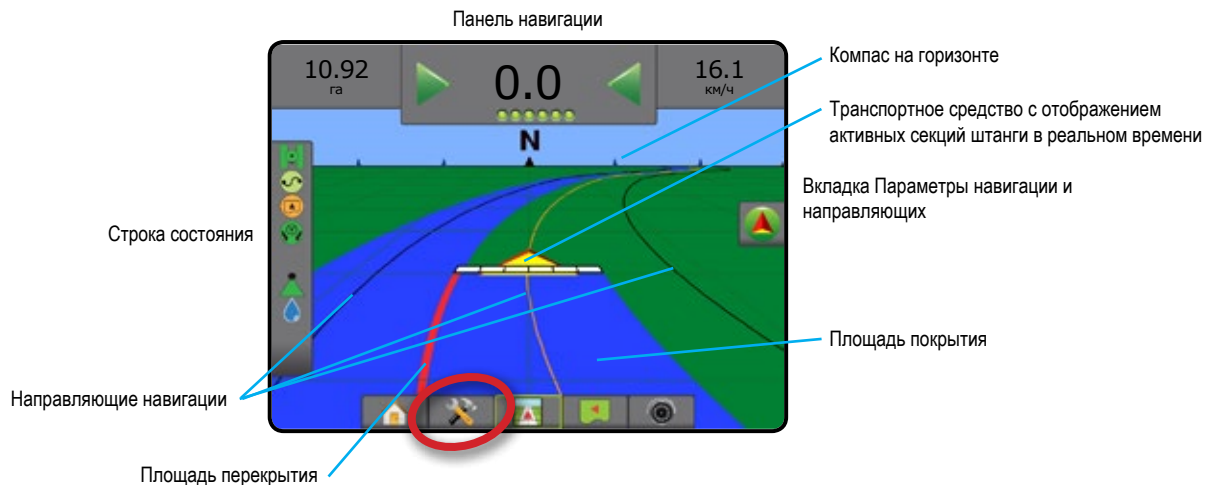 Панель навигации
10.92
га
0.0
16.1
км/ч
N
Компас на горизонте
Транспортное средство с отображением
активных секций штанги в реальном времени
Вкладка Параметры навигации и
направляющих
Строка состояния
Площадь покрытия
Направляющие навигации
Площадь перекрытия